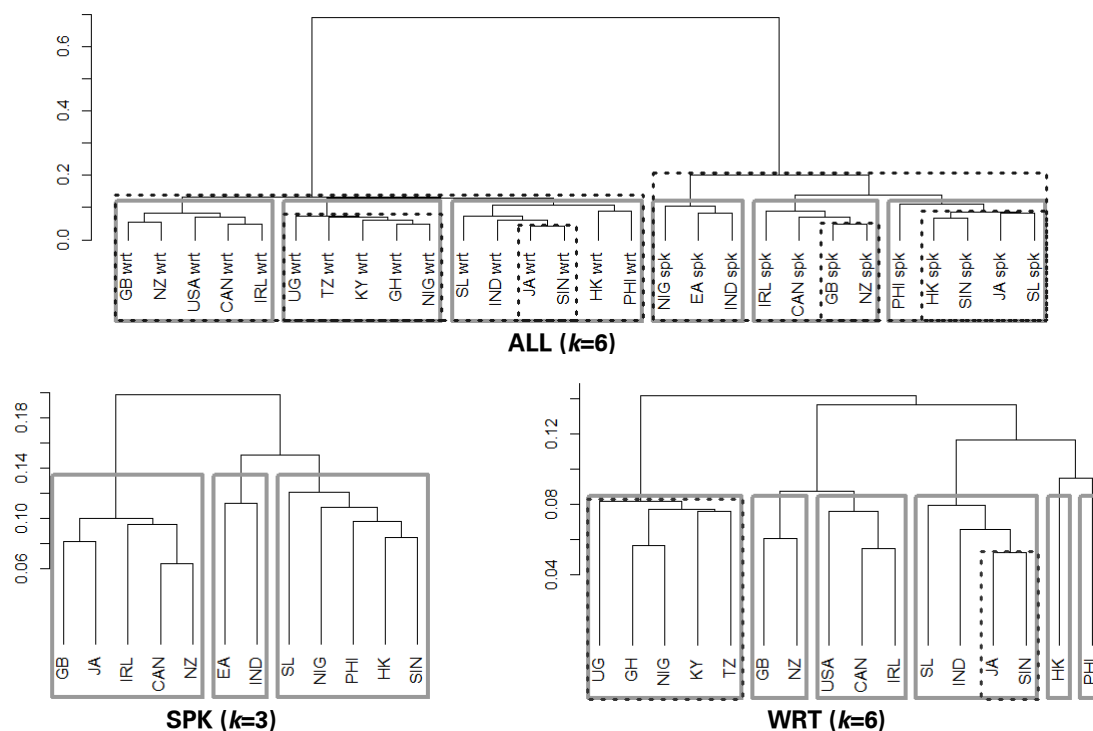 0.6
0.4
0.2
0.0
GB wrt
NZ wrt
USA wrt
CAN wrt
IRL wrt
UG wrt
TZ wrt
KY wrt
GH wrt
NIG wrt
SL wrt
IND wrt
JA wrt
SIN wrt
HK wrt
PHI wrt
NIG spk
EA spk
IND spk
IRL spk
CAN spk
GB spk
NZ spk
PHI spk
HK spk
SIN spk
JA spk
SL spk
ALL (k=6)
0.18
0.14
0.10
0.06
GB
JA
IRL
CAN
NZ
EA
IND
SL
NIG
PHI
HK
SIN
SPK (k=3)
0.12
0.08
0.04
UG
GH
NIG
KY
TZ
GB
NZ
USA
CAN
IRL
SL
IND
JA
SIN
HK
PHI
WRT (k=6)